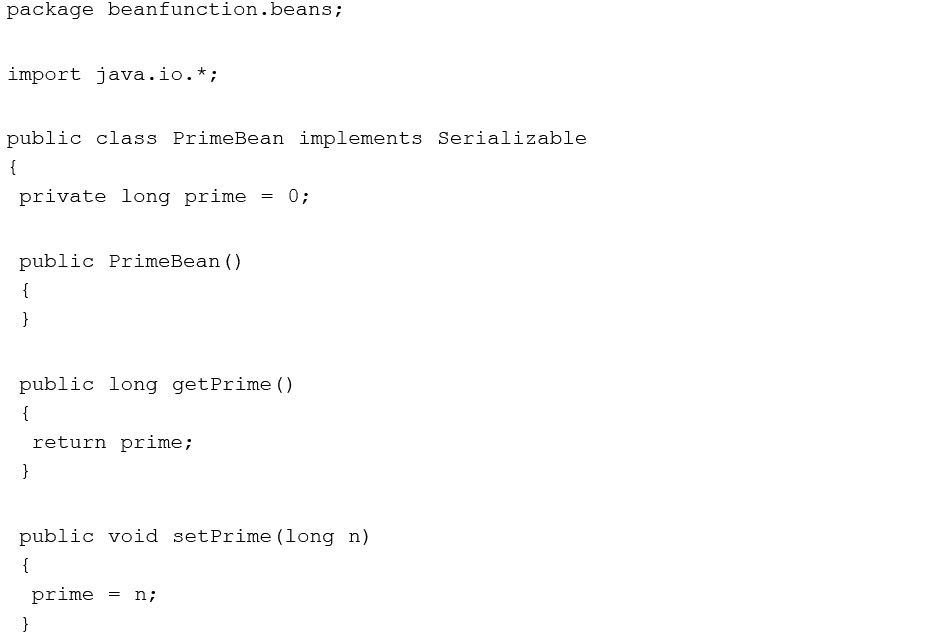 package beanfunction.beans;
import java.io.*;
public class PrimeBean implements Serializable
{
private long prime = 0;
public PrimeBean()
{
}
public long getPrime()
{
return prime;
}
public void setPrime(long n)
{
prime = n;
}